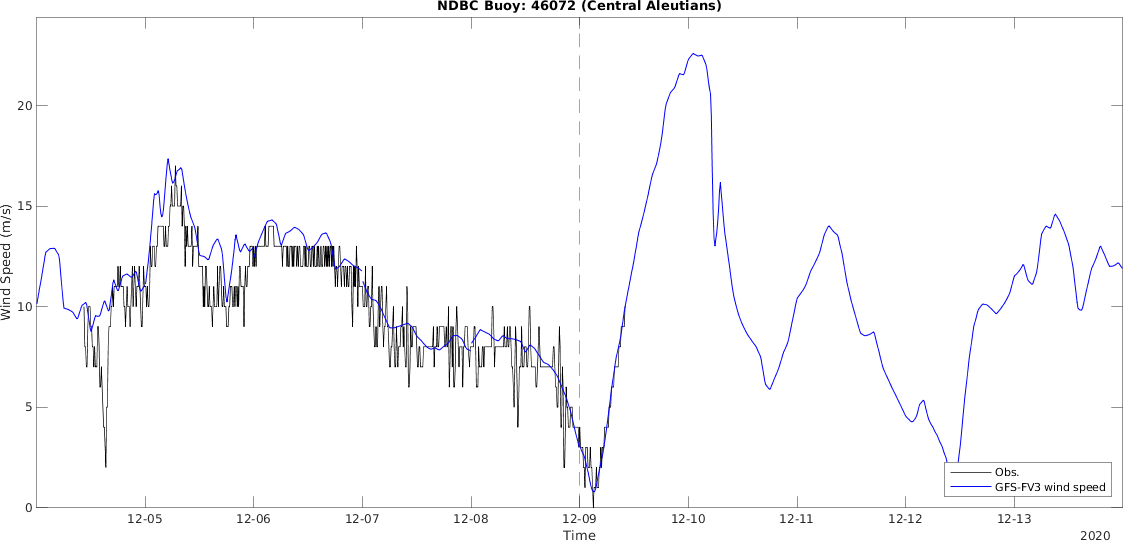 NDBC Buoy: 46072 (Central Aleutians)
Wind Speed (m/s)
20
15
10
5
0
12-05 12-06 12-07 12-08 12-09 12-10 12-11 12-12 12-13
Time
2020
Obs.
GFS-FV3 wind speed